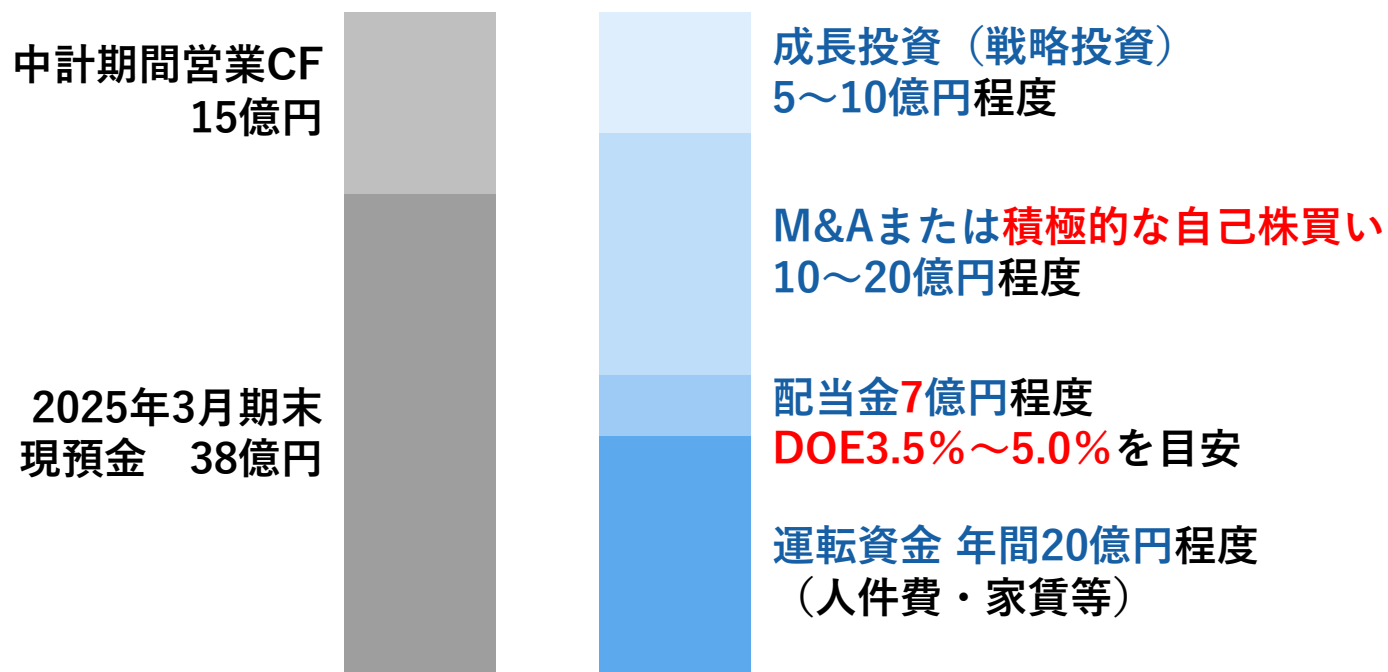 中計期間営業CF
15億円
2025年3月期末
現預金　38億円
成長投資（戦略投資）
5～10億円程度
M&Aまたは積極的な自己株買い
10～20億円程度
配当金7億円程度
DOE3.5％～5.0％を目安
運転資金 年間20億円程度
（人件費・家賃等）